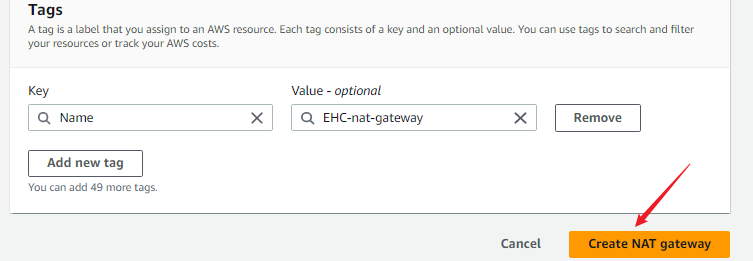 Tags
A tag is a label that you assign to an AWS resource. Each tag consists of a key and an optional value. You can use tags to search and filter
your resources or track your AWS costs.
Key
Value - optional
Name
EHC-nat-gateway
Remove
Add new tag
You can add 49 more tags.
Cancel
Create NAT gateway